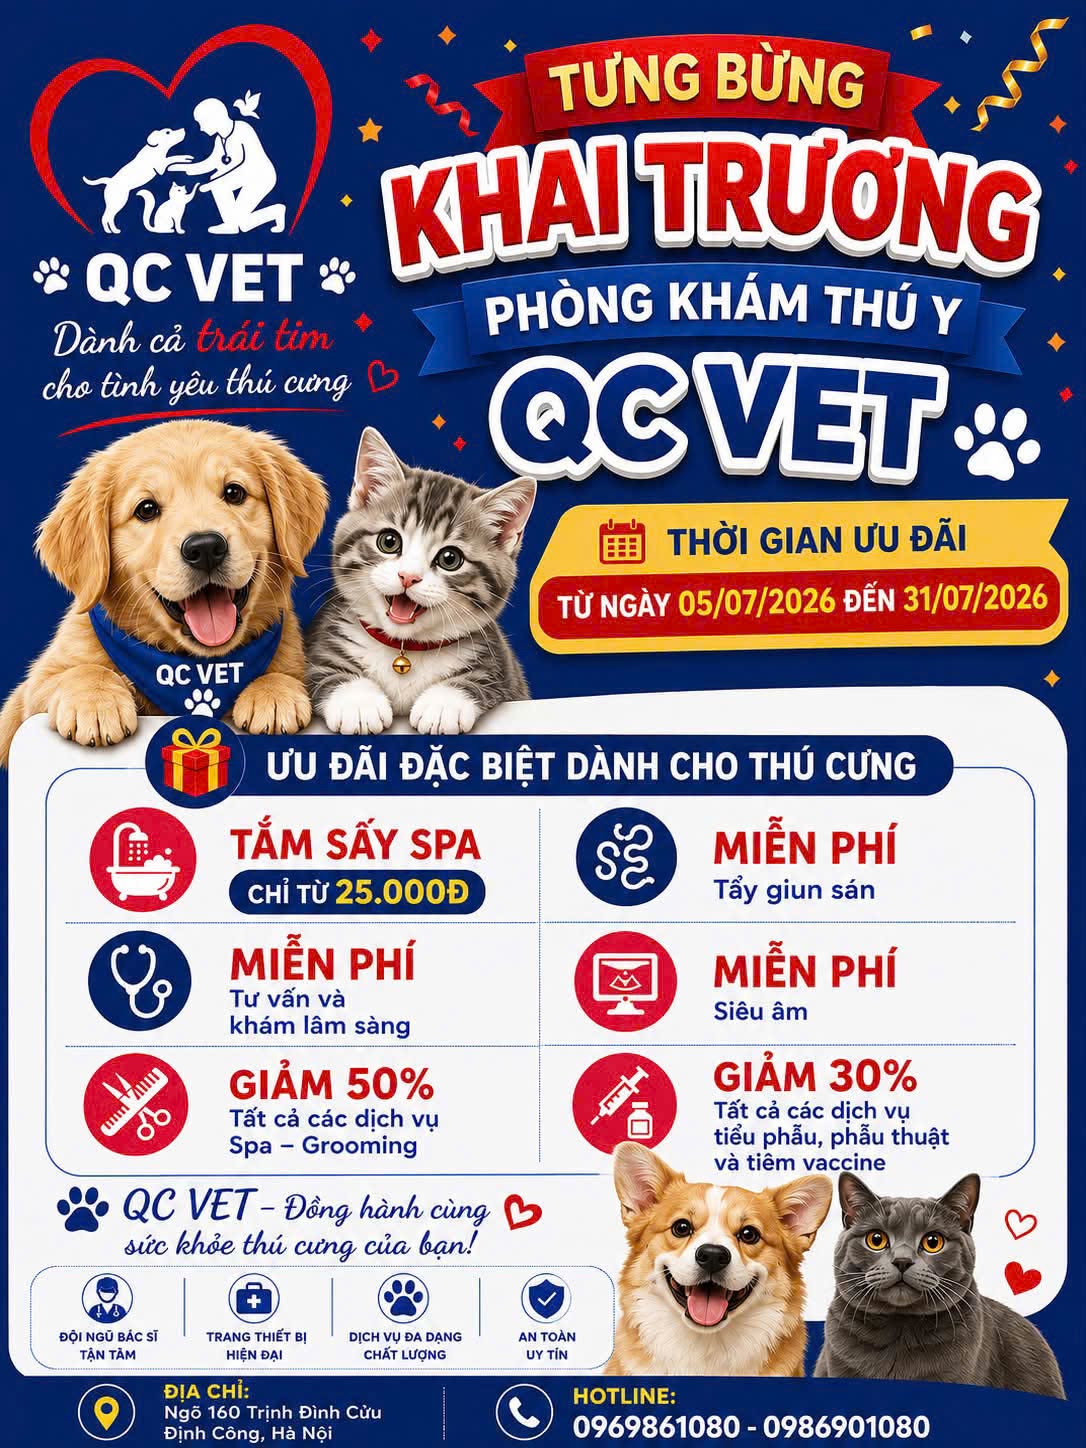 QC VET
Dành cả trái tim
cho tình yêu thú cưng
TƯNG BỪNG
KHAI TRƯƠNG
PHÒNG KHÁM THÚ Y
QC VET
THỜI GIAN ƯU ĐÃI
TỪ NGÀY 05/07/2026 ĐẾN 31/07/2026
QC VET
ƯU ĐÃI ĐẶC BIỆT DÀNH CHO THÚ CƯNG
TẮM SẤY SPA
CHỈ TỪ 25.000Đ
MIỄN PHÍ
Tẩy giun sán
MIỄN PHÍ
Tư vấn và
khám lâm sàng
MIỄN PHÍ
Siêu âm
GIẢM 50%
Tất cả các dịch vụ
Spa – Grooming
GIẢM 30%
Tất cả các dịch vụ
tiểu phẫu, phẫu thuật
và tiêm vaccine
QC VET – Đồng hành cùng
sức khỏe thú cưng của bạn!
ĐỘI NGŨ BÁC SĨ
TẬN TÂM
TRANG THIẾT BỊ
HIỆN ĐẠI
DỊCH VỤ ĐA DẠNG
CHẤT LƯỢNG
AN TOÀN
UY TÍN
ĐỊA CHỈ:
Ngõ 160 Trịnh Đình Cửu
Định Công, Hà Nội
HOTLINE:
0969861080 - 0986901080